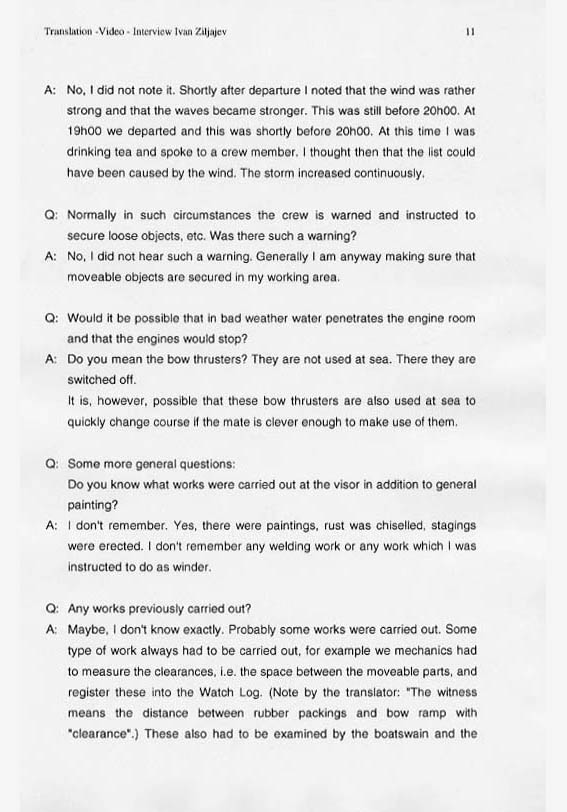 Translation -Video - Interview Ivan Ziljajev 11
A: No, I did not note it. Shortly after departure I noted that the wind was rather
strong and that the waves became stronger. This was still before 20h00. At
19h00 we departed and this was shortly before 20h00. At this time I was
drinking tea and spoke to a crew member. I thought then that the list could
have been caused by the wind. The storm increased continuously.
Q: Normally in such circumstances the crew is warned and instructed to
secure loose objects, etc. Was there such a warning?
A: No, I did not hear such a warning. Generally I am anyway making sure that
moveable objects are secured in my working area.
Q: Would it be possible that in bad weather water penetrates the engine room
and that the engines would stop?
A: Do you mean the bow thrusters? They are not used at sea. There they are
switched off.
It is, however, possible that these bow thrusters are also used at sea to
quickly change course if the mate is clever enough to make use of them.
Q: Some more general questions:
Do you know what works were carried out at the visor in addition to general
painting?
A: I don't remember. Yes, there were paintings, rust was chiselled, stagings
were erected. I don't remember any welding work or any work which I was
instructed to do as winder.
Q: Any works previously carried out?
A: Maybe, I don't know exactly. Probably some works were carried out. Some
type of work always had to be carried out, for example we mechanics had
to measure the clearances, i.e. the space between the moveable parts, and
register these into the Watch Log. (Note by the translator: "The witness
means the distance between rubber packings and bow ramp with
"clearance".) These also had to be examined by the boatswain and the